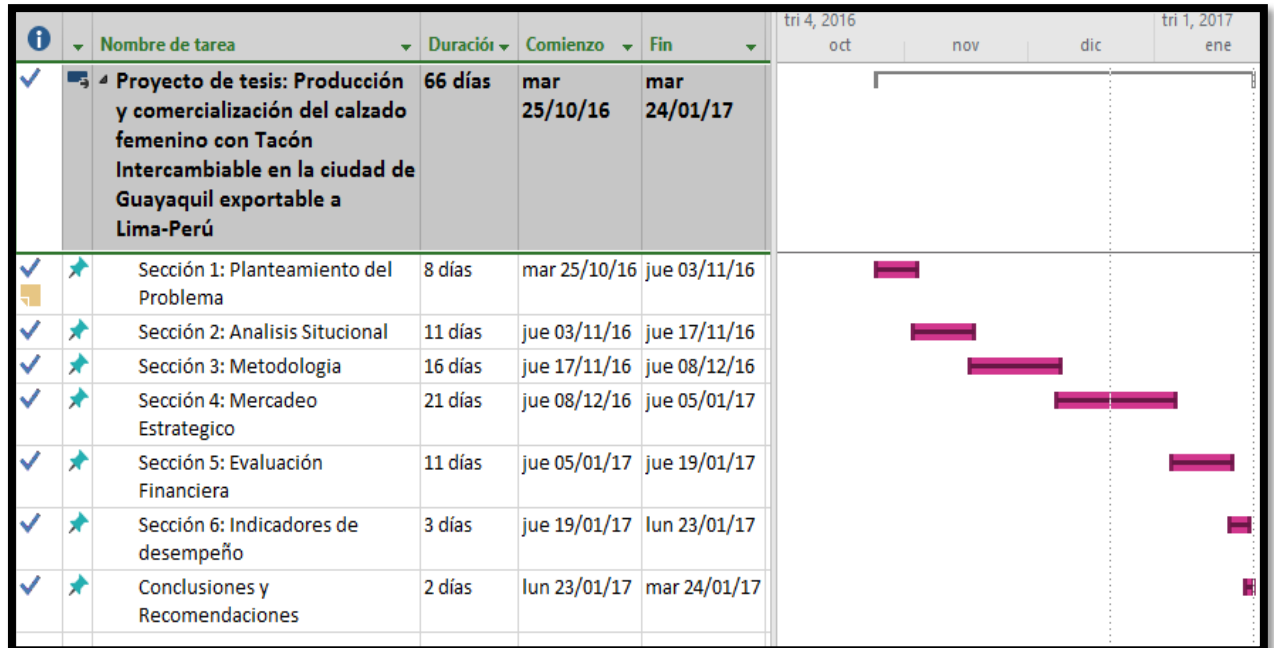 tri 4, 2016 tri 1, 2017
Nombre de tarea Duración Comienzo Fin oct nov dic ene
Proyecto de tesis: Producción 66 días mar mar
y comercialización del calzado 25/10/16 24/01/17
femenino con Tacón
Intercambiable en la ciudad de
Guayaquil exportable a
Lima-Perú
Sección 1: Planteamiento del 8 días mar 25/10/16 jue 03/11/16
Problema
Sección 2: Analisis Situcional 11 días jue 03/11/16 jue 17/11/16
Sección 3: Metodologia 16 días jue 17/11/16 jue 08/12/16
Sección 4: Mercadeo 21 días jue 08/12/16 jue 05/01/17
Estrategico
Sección 5: Evaluación 11 días jue 05/01/17 jue 19/01/17
Financiera
Sección 6: Indicadores de 3 días jue 19/01/17 lun 23/01/17
desempeño
Conclusiones y 2 días lun 23/01/17 mar 24/01/17
Recomendaciones